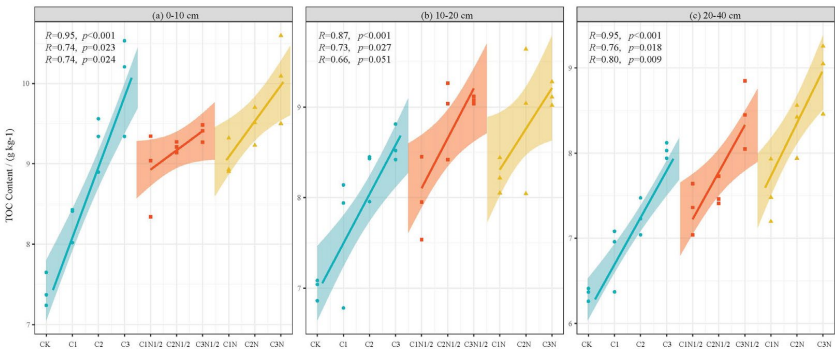 (a) 0-10 cm
(b) 10-20 cm
(c) 20-40 cm
R=0.95, p<0.001
R=0.74, p=0.023
R=0.74, p=0.024
R=0.87, p<0.001
R=0.73, p=0.027
R=0.66, p=0.051
R=0.95, p<0.001
R=0.76, p=0.018
R=0.80, p=0.009
TOC Content / (g kg-1)
10
9
8
7
9
8
7
9
8
7
6
CK C1 C2 C3 C1N1/2 C2N1/2 C3N1/2 C1N C2N C3N
CK C1 C2 C3 C1N1/2 C2N1/2 C3N1/2 C1N C2N C3N
CK C1 C2 C3 C1N1/2 C2N1/2 C3N1/2 C1N C2N C3N